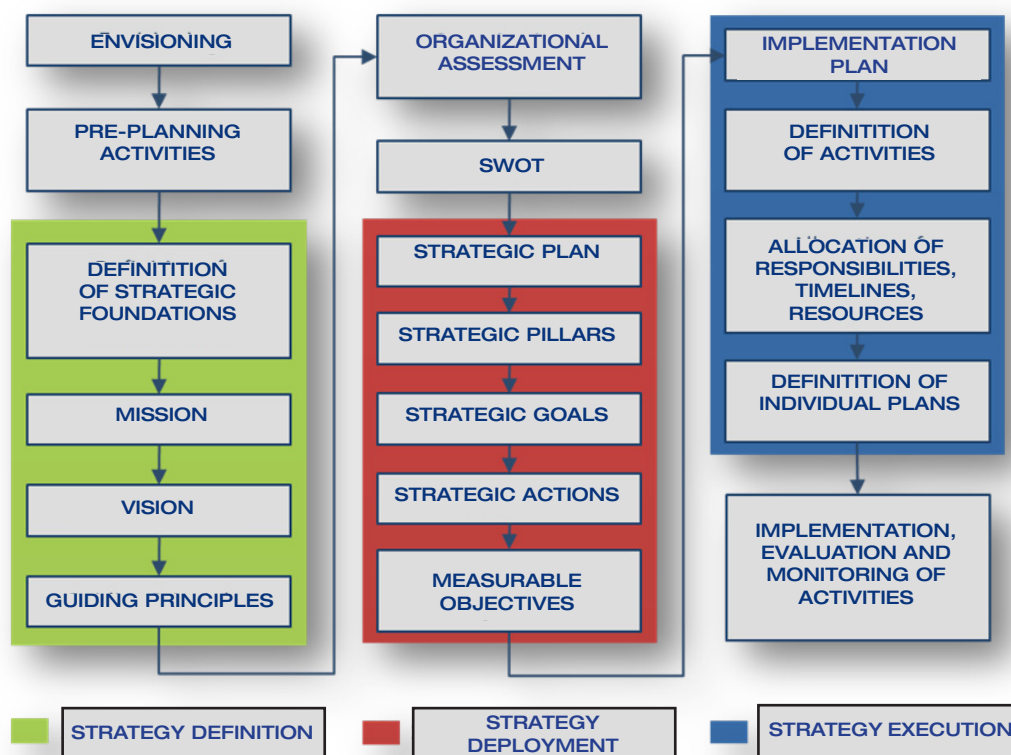 ENVISIONING
PRE-PLANNING
ACTIVITIES
DEFINITITION
OF STRATEGIC
FOUNDATIONS
MISSION
VISION
GUIDING PRINCIPLES
ORGANIZATIONAL
ASSESSMENT
SWOT
STRATEGIC PLAN
STRATEGIC PILLARS
STRATEGIC GOALS
STRATEGIC ACTIONS
MEASURABLE
OBJECTIVES
IMPLEMENTATION
PLAN
DEFINITITION
OF ACTIVITIES
ALLOCATION OF
RESPONSIBILITIES,
TIMELINES,
RESOURCES
DEFINITITION OF
INDIVIDUAL PLANS
IMPLEMENTATION,
EVALUATION AND
MONITORING OF
ACTIVITIES
STRATEGY DEFINITION
STRATEGY
DEPLOYMENT
STRATEGY EXECUTION